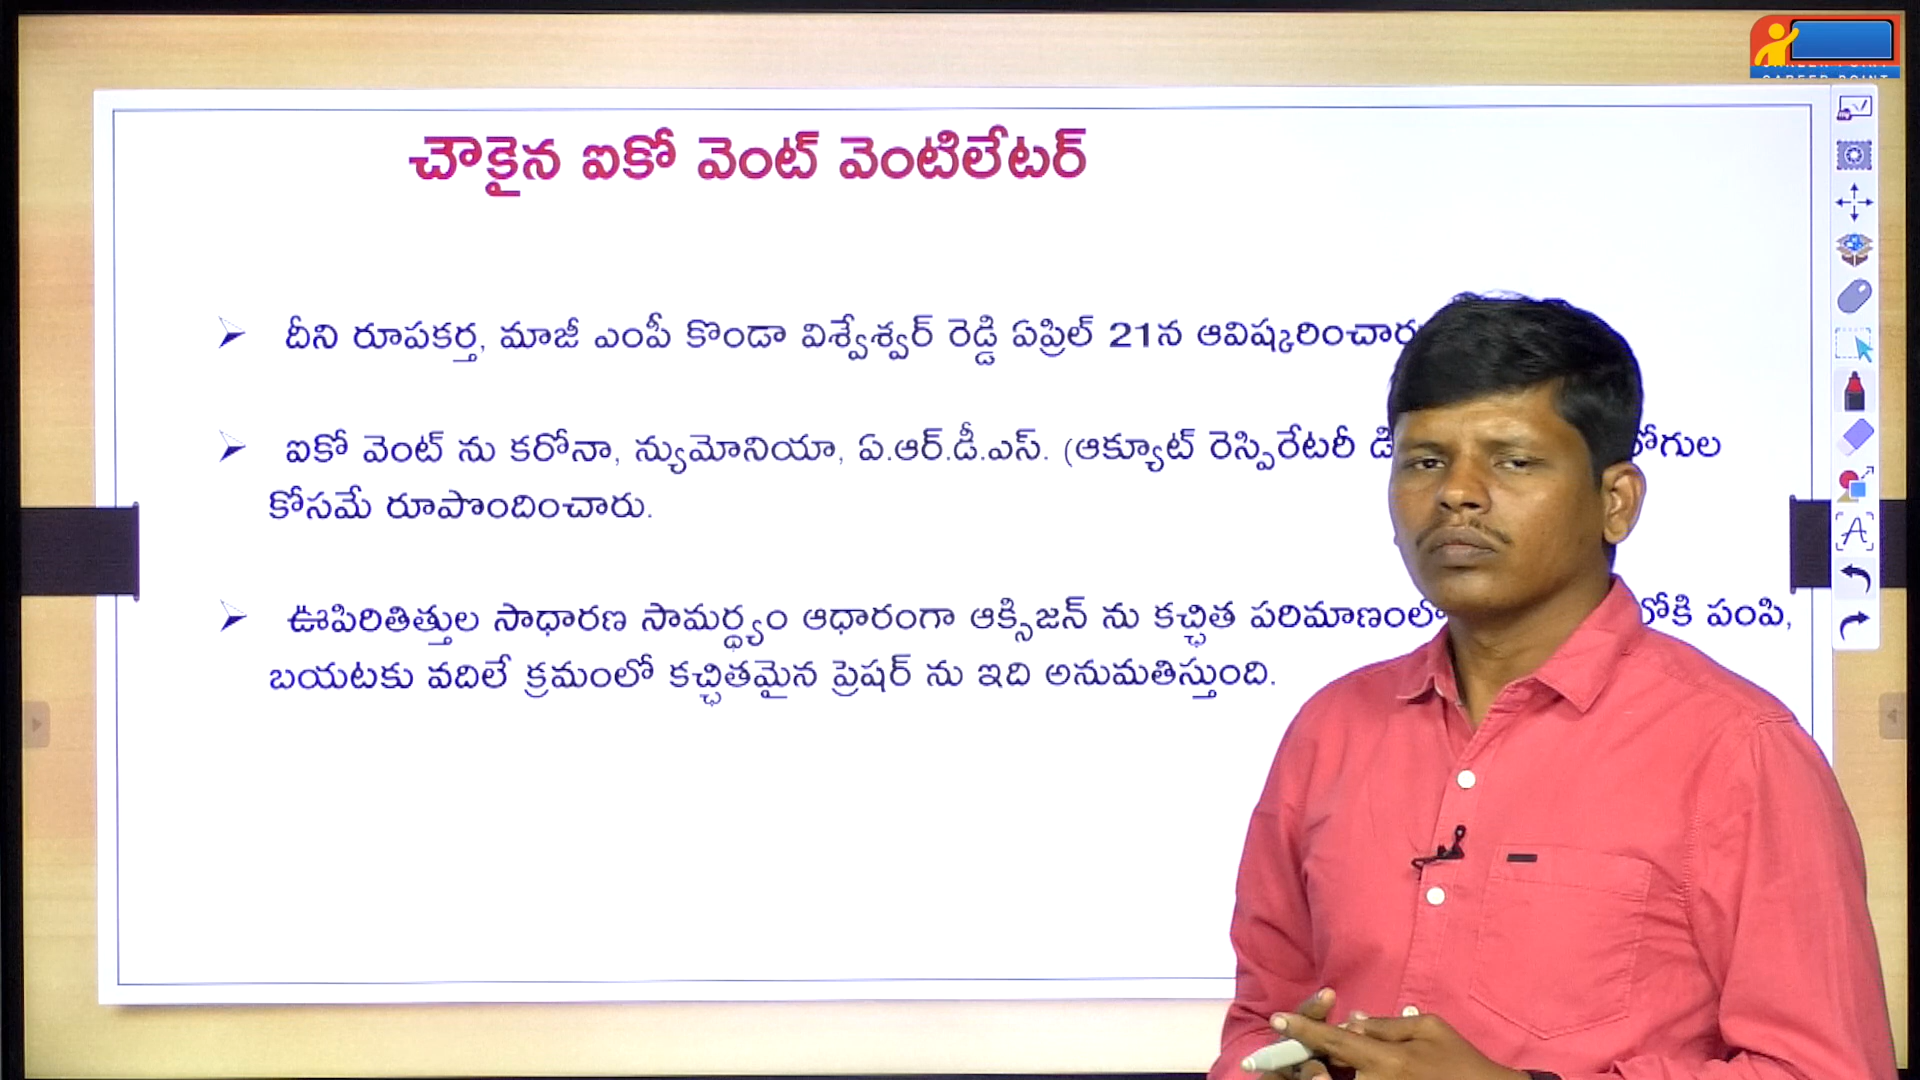 చౌకైన ఐకో వెంట్ వెంటిలేటర్
దీని రూపకర్త, మాజీ ఎంపీ కొండా విశ్వేశ్వర్ రెడ్డి ఏప్రిల్ 21న ఆవిష్కరించారు
ఐకో వెంట్ ను కరోనా, న్యుమోనియా, ఏ.ఆర్.డీ.ఎస్. (ఆక్యూట్ రెస్పిరేటరీ
కోసమే రూపొందించారు.
ఊపిరితిత్తుల సాధారణ సామర్థ్యం ఆధారంగా ఆక్సిజన్ ను కచ్ఛిత పరిమాణంలో పంపి,
బయటకు వదిలే క్రమంలో కచ్ఛితమైన ప్రెషర్ ను ఇది అనుమతిస్తుంది.